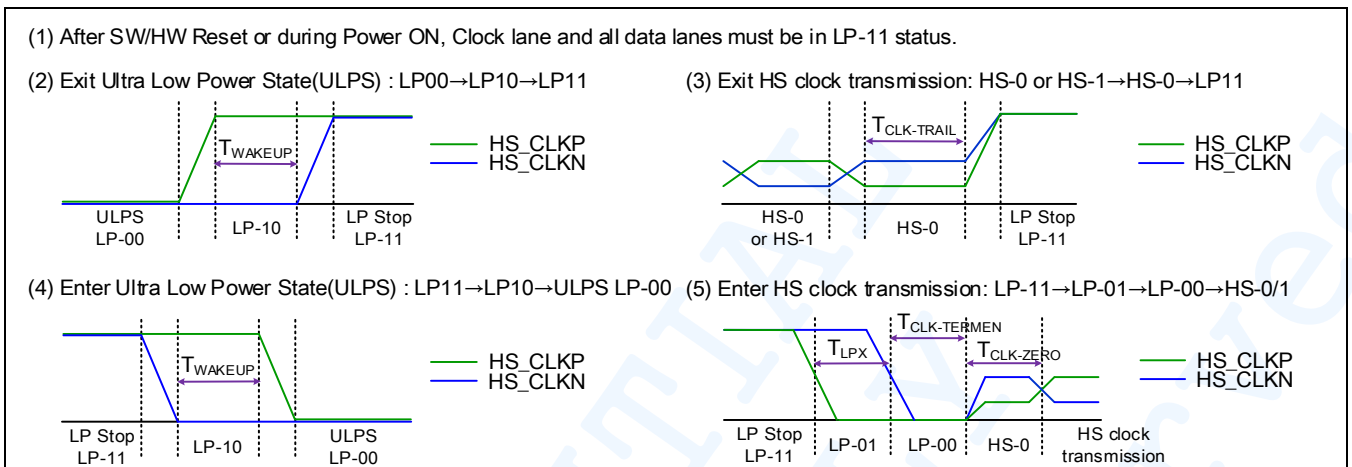 (1) After SW/HW Reset or during Power ON, Clock lane and all data lanes must be in LP-11 status.
(2) Exit Ultra Low Power State(ULPS) : LP00→LP10→LP11
TWAKEUP
HS_CLKP
HS_CLKN
ULPS
LP-00
LP-10
LP Stop
LP-11
(3) Exit HS clock transmission: HS-0 or HS-1→HS-0→LP11
TCLK-TRAIL
HS_CLKP
HS_CLKN
HS-0
or HS-1
HS-0
LP Stop
LP-11
(4) Enter Ultra Low Power State(ULPS) : LP11→LP10→ULPS LP-00
TWAKEUP
HS_CLKP
HS_CLKN
LP Stop
LP-11
LP-10
ULPS
LP-00
(5) Enter HS clock transmission: LP-11→LP-01→LP-00→HS-0/1
TCLK-TERMEN
TLPX
TCLK-ZERO
HS_CLKP
HS_CLKN
LP Stop
LP-11
LP-01
LP-00
HS-0
HS clock
transmission